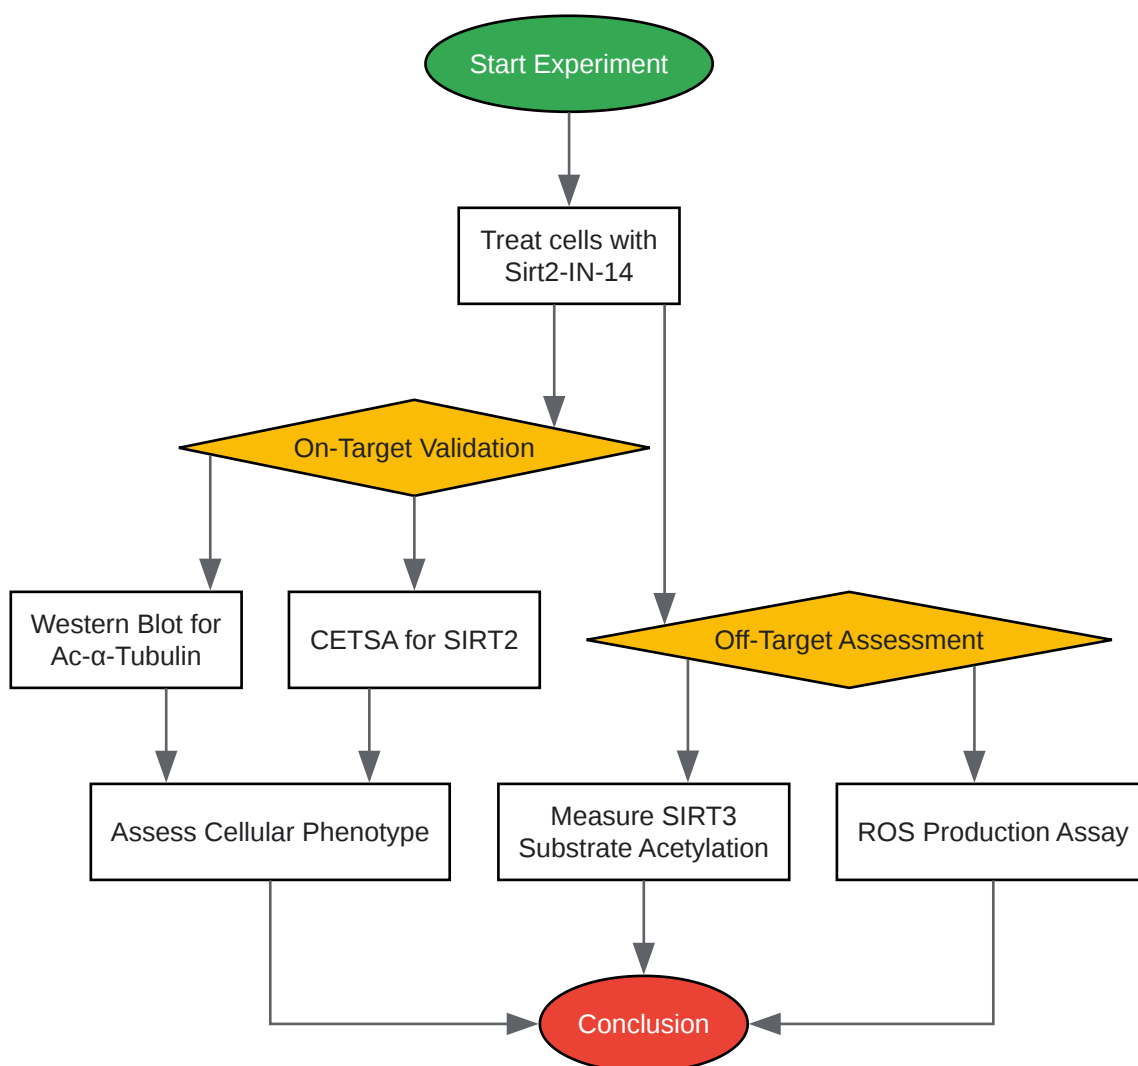 Start Experiment
Treat cells with
Sirt2-IN-14
On-Target Validation
Western Blot for
Ac-α-Tubulin
CETSA for SIRT2
Off-Target Assessment
Assess Cellular Phenotype
Measure SIRT3
Substrate Acetylation
ROS Production Assay
Conclusion